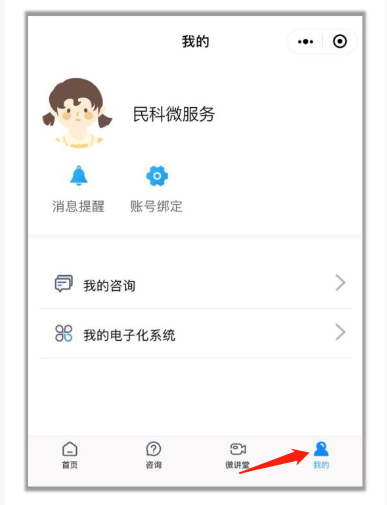 我的
民科微服务
消息提醒
账号绑定
我的咨询
我的电子化系统
首页
咨询
微讲堂
我的